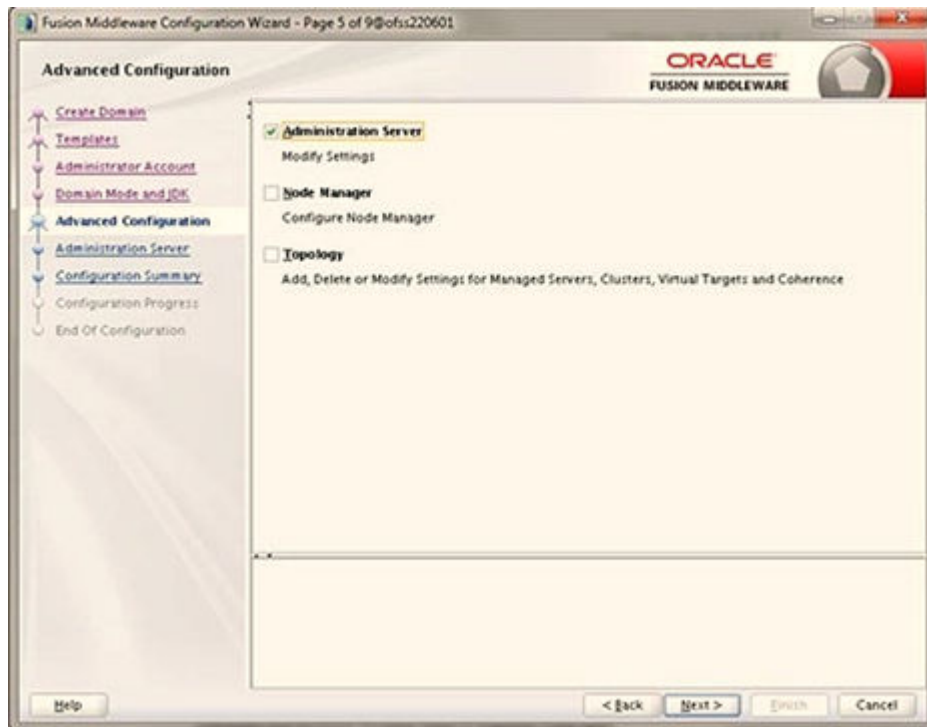 Fusion Middleware Configuration Wizard - Page 5 of 9@ofss220601
Advanced Configuration
ORACLE
FUSION MIDDLEWARE
Create Domain
Templates
Administrator Account
Domain Mode and JDK
Advanced Configuration
Administration Server
Configuration Summary
Configuration Progress
End Of Configuration
Administration Server
Modify Settings
Node Manager
Configure Node Manager
Topology
Add, Delete or Modify Settings for Managed Servers, Clusters, Virtual Targets and Coherence
Help
< Back
Next >
Finish
Cancel